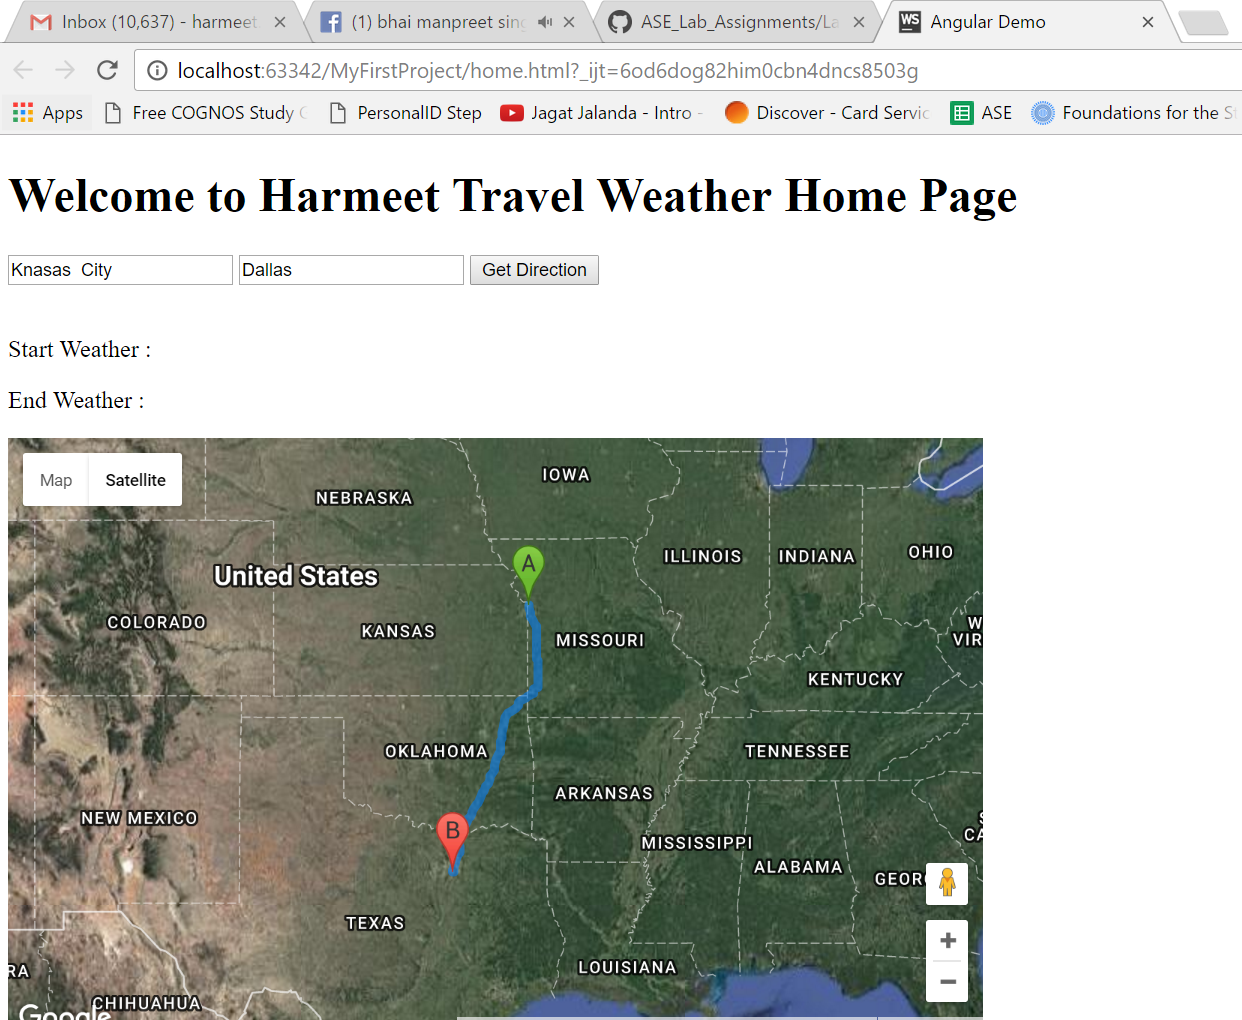 Inbox (10,637) - harmeet
(1) bhai manpreet sin
ASE_Lab_Assignments/La
WS Angular Demo
localhost:63342/MyFirstProject/home.html?_ijt=6od6dog82him0cbn4dncs8503g
Apps Free COGNOS Study PersonalID Step Jagat Jalanda - Intro - Discover - Card Servic ASE Foundations for the St
Welcome to Harmeet Travel Weather Home Page
Knasas  City Dallas Get Direction
Start Weather :
End Weather :
Map Satellite
IOWA
NEBRASKA
ILLINOIS INDIANA OHIO
A
United States
COLORADO
KANSAS
MISSOURI
W
VIR
KENTUCKY
OKLAHOMA
TENNESSEE
ARKANSAS
NEW MEXICO
B
MISSISSIPPI
CA
ALABAMA
GEOR
TEXAS
LOUISIANA
RA
CHIHUAHUA
Google